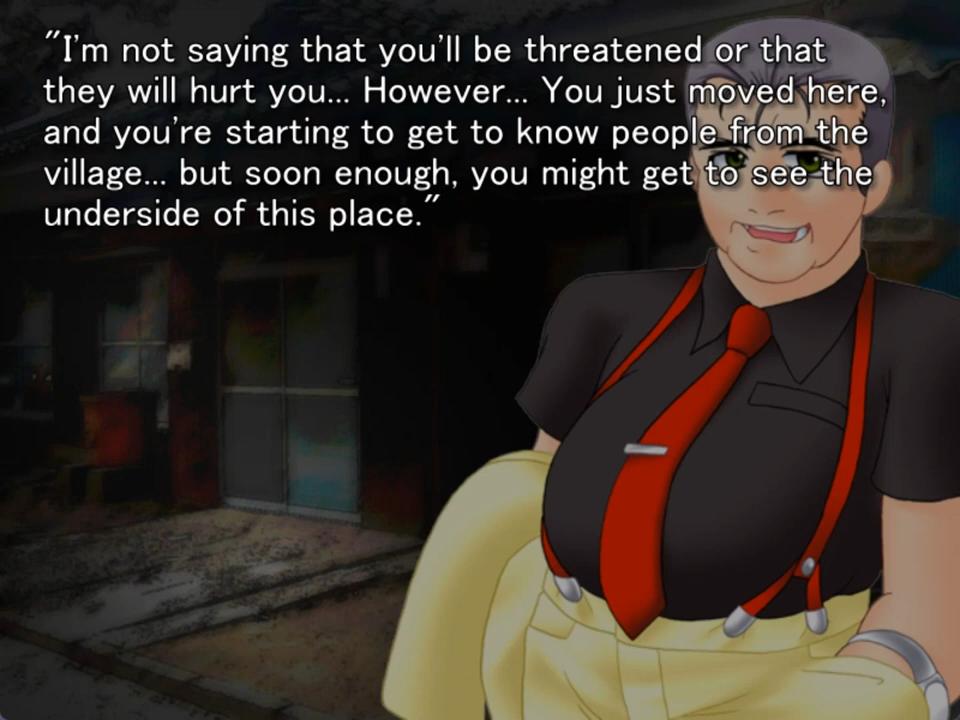 "I'm not saying that you'll be threatened or that
they will hurt you... However... You just moved here,
and you're starting to get to know people from the
village... but soon enough, you might get to see the
underside of this place."